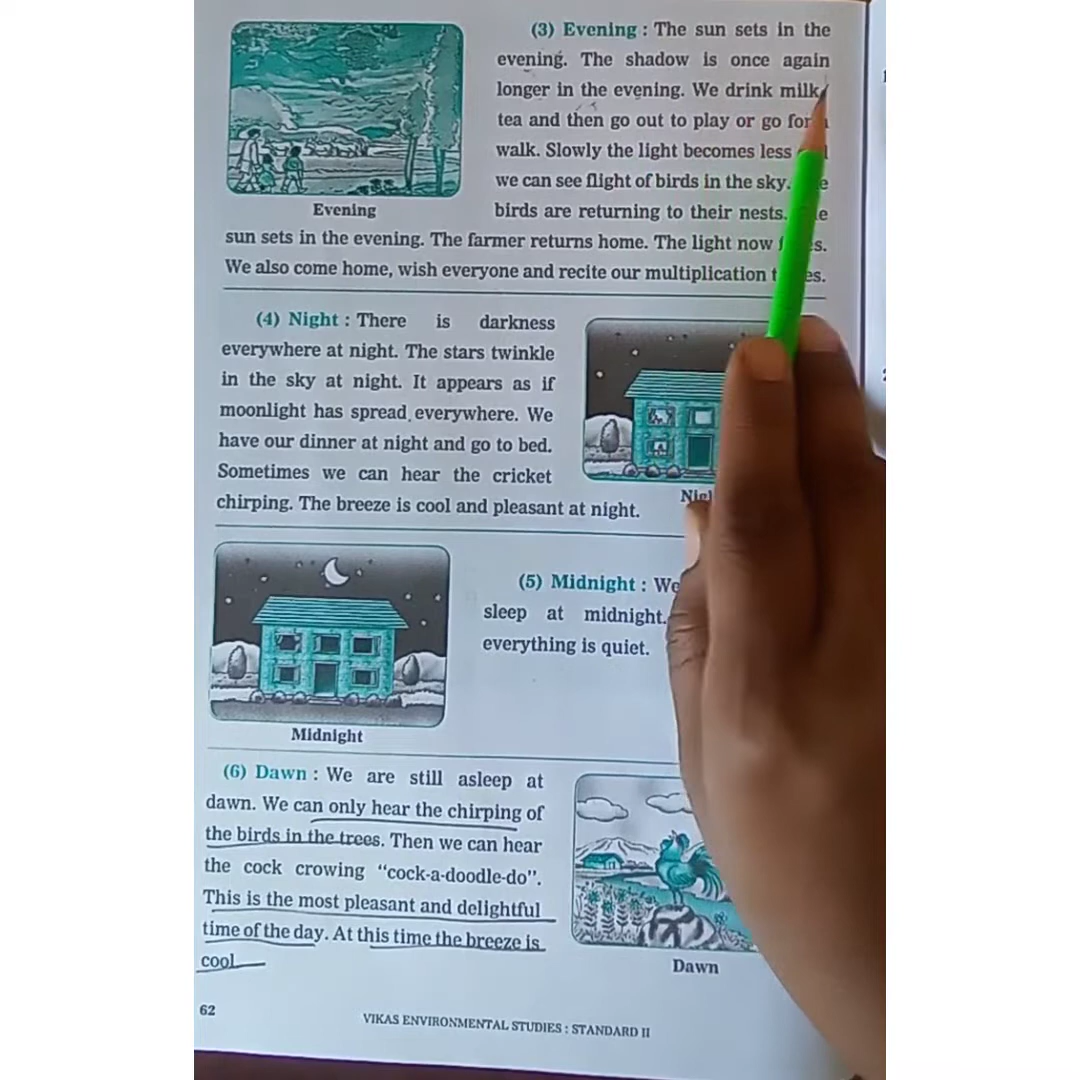 (3) Evening : The sun sets in the
evening. The shadow is once again
longer in the evening. We drink milk/
tea and then go out to play or go for
walk. Slowly the light becomes less
we can see flight of birds in the sky.
birds are returning to their nests.
Evening
sun sets in the evening. The farmer returns home. The light now
We also come home, wish everyone and recite our multiplication
(4) Night : There is darkness
everywhere at night. The stars twinkle
in the sky at night. It appears as if
moonlight has spread everywhere. We
have our dinner at night and go to bed.
Sometimes we can hear the cricket
chirping. The breeze is cool and pleasant at night.
(5) Midnight : We
sleep at midnight.
everything is quiet.
Midnight
(6) Dawn : We are still asleep at
dawn. We can only hear the chirping of
the birds in the trees. Then we can hear
the cock crowing “cock-a-doodle-do”.
This is the most pleasant and delightful
time of the day. At this time the breeze is
cool
Dawn
62
VIKAS ENVIRONMENTAL STUDIES : STANDARD II